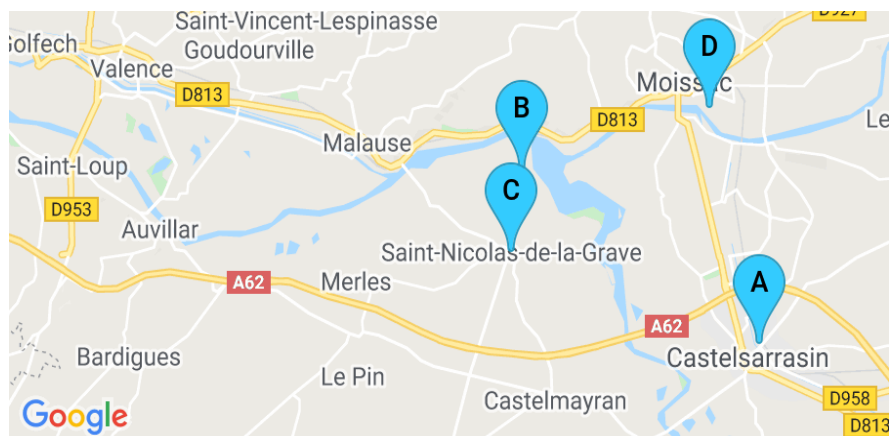 D927
Saint-Vincent-Lespinasse
Golfech
Goudourville
D
Valence
Moissac
D813
B
D813
Le
Malause
Saint-Loup
C
D953
Auvillar
Saint-Nicolas-de-la-Grave
A62
Merles
A
A62
Bardigues
Castelsarrasin
Le Pin
Castelmayran
D958
Google
D813